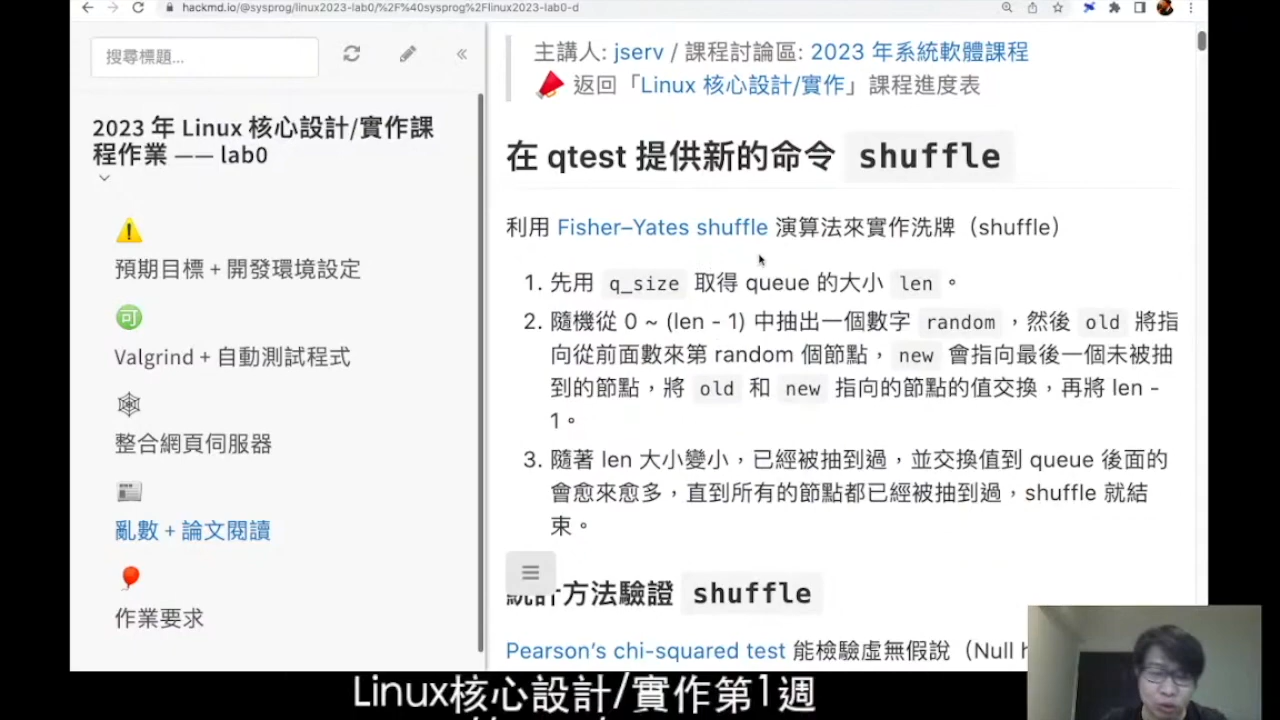 hackmd.io/@sysprog/linux2023-lab0/%2F%40sysprog%2Flinux2023-lab0-d
搜尋標題...
2023 年 Linux 核心設計/實作課
程作業 —— lab0
預期目標 + 開發環境設定
可
Valgrind + 自動測試程式
整合網頁伺服器
亂數 + 論文閱讀
作業要求
主講人: jserv / 課程討論區: 2023 年系統軟體課程
返回「Linux 核心設計/實作」課程進度表
在 qtest 提供新的命令 shuffle
利用 Fisher–Yates shuffle 演算法來實作洗牌（shuffle）
1. 先用 q_size 取得 queue 的大小 len 。
2. 隨機從 0 ~ (len - 1) 中抽出一個數字 random ，然後 old 將指
向從前面數來第 random 個節點， new 會指向最後一個未被抽
到的節點，將 old 和 new 指向的節點的值交換，再將 len -
1。
3. 隨著 len 大小變小，已經被抽到過，並交換值到 queue 後面的
會愈來愈多，直到所有的節點都已經被抽到過，shuffle 就結
束。
統計方法驗證 shuffle
Pearson's chi-squared test 能檢驗虛無假說（Null
Linux核心設計/實作第1週